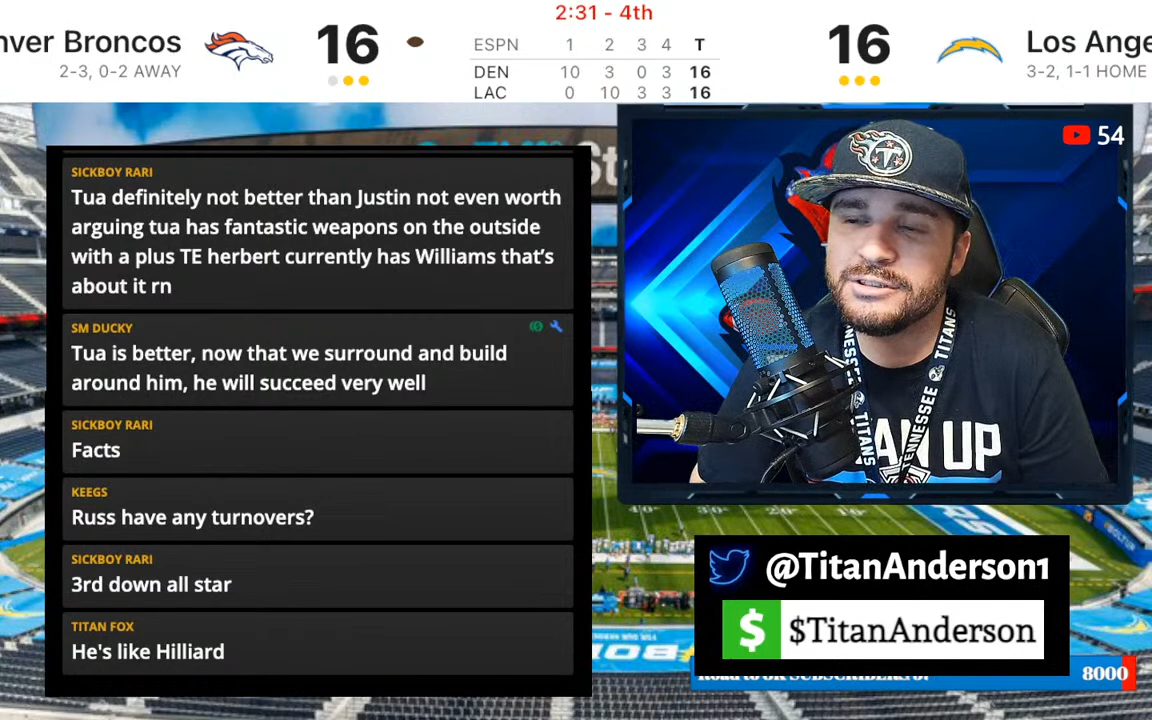 2:31 - 4th
nver Broncos 16 16 Los Ange
2-3, 0-2 AWAY 3-2, 1-1 HOME
ESPN 1 2 3 4 T
DEN 10 3 0 3 16
LAC 0 10 3 3 16
54
SICKBOY RARI
Tua definitely not better than Justin not even worth
arguing tua has fantastic weapons on the outside
with a plus TE herbert currently has Williams that's
about it rn
SM DUCKY
Tua is better, now that we surround and build
around him, he will succeed very well
SICKBOY RARI
Facts
KEEGS
Russ have any turnovers?
SICKBOY RARI
3rd down all star
TITAN FOX
He's like Hilliard
TITANS
TENNESSEE
TITANS
UP
@TitanAnderson1
$ $TitanAnderson
8000